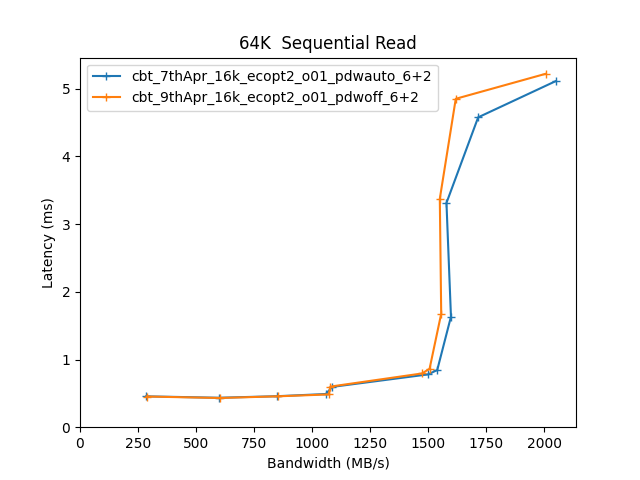 64K  Sequential Read
cbt_7thApr_16k_ecopt2_o01_pdwauto_6+2
cbt_9thApr_16k_ecopt2_o01_pdwoff_6+2
5
4
3
2
1
0
Latency (ms)
0 250 500 750 1000 1250 1500 1750 2000
Bandwidth (MB/s)